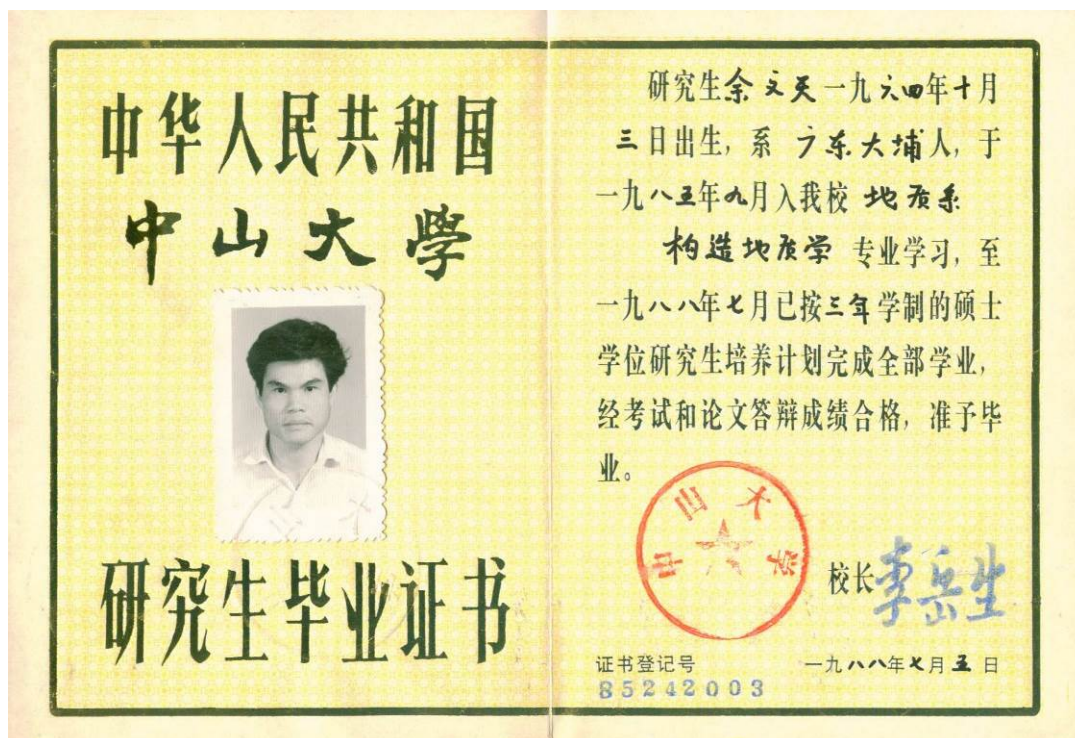 中华人民共和国
中山大學
研究生毕业证书
研究生余文天一九六四年十月
三日出生，系 广东大埔人，于
一九八五年九月入我校 地质系
构造地质学 专业学习，至
一九八八年七月已按三年学制的硕士
学位研究生培养计划完成全部学业，
经考试和论文答辩成绩合格，准予毕
业。
中山大学
校长李岳生
证书登记号
85242003
一九八八年七月五日